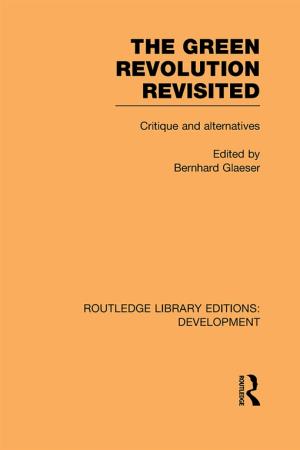 THE GREEN
REVOLUTION
REVISITED
Critique and alternatives
Edited by
Bernhard Glaeser
ROUTLEDGE LIBRARY EDITIONS:
DEVELOPMENT
ROUTLEDGE